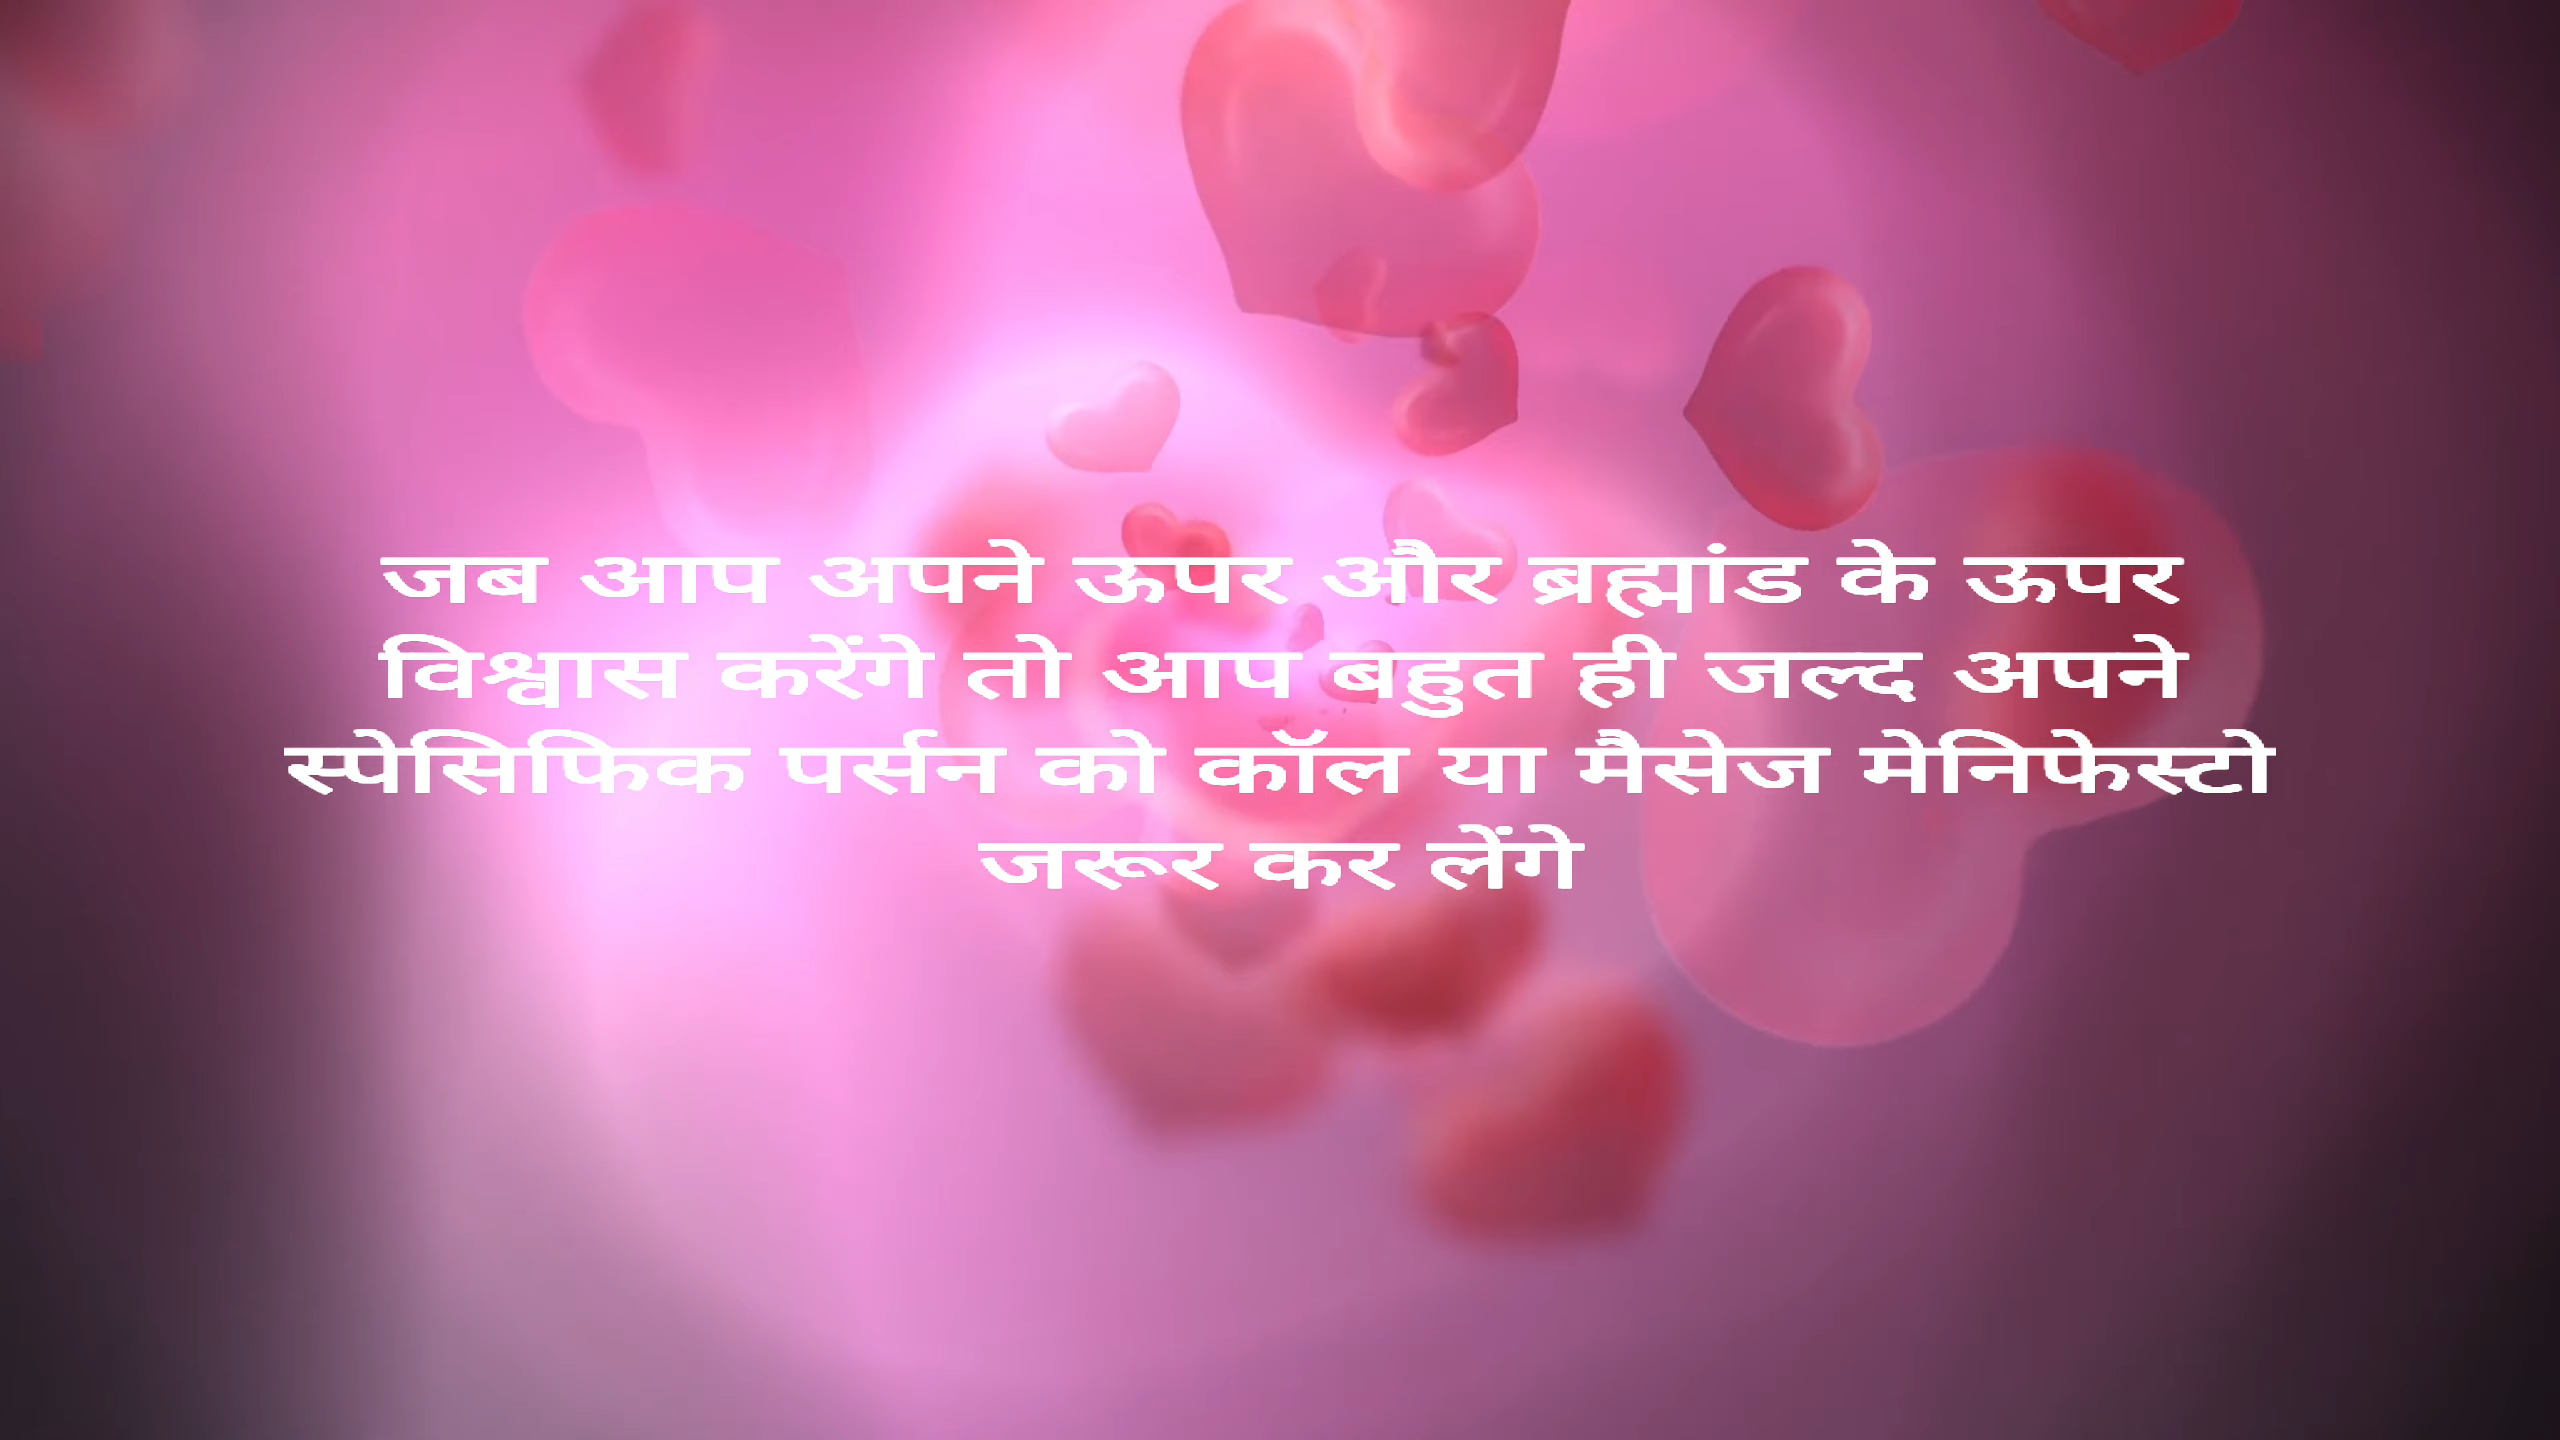 जब आप अपने ऊपर और ब्रह्मांड के ऊपर
विश्वास करेंगे तो आप बहुत ही जल्द अपने
स्पेसिफिक पर्सन को कॉल या मैसेज मेनिफेस्टो
जरूर कर लेंगे